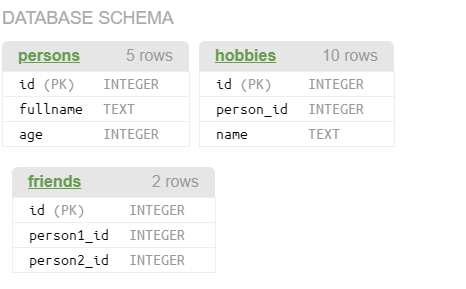 DATABASE SCHEMA
persons 5 rows
id (PK) INTEGER
fullname TEXT
age INTEGER
hobbies 10 rows
id (PK) INTEGER
person_id INTEGER
name TEXT
friends 2 rows
id (PK) INTEGER
person1_id INTEGER
person2_id INTEGER